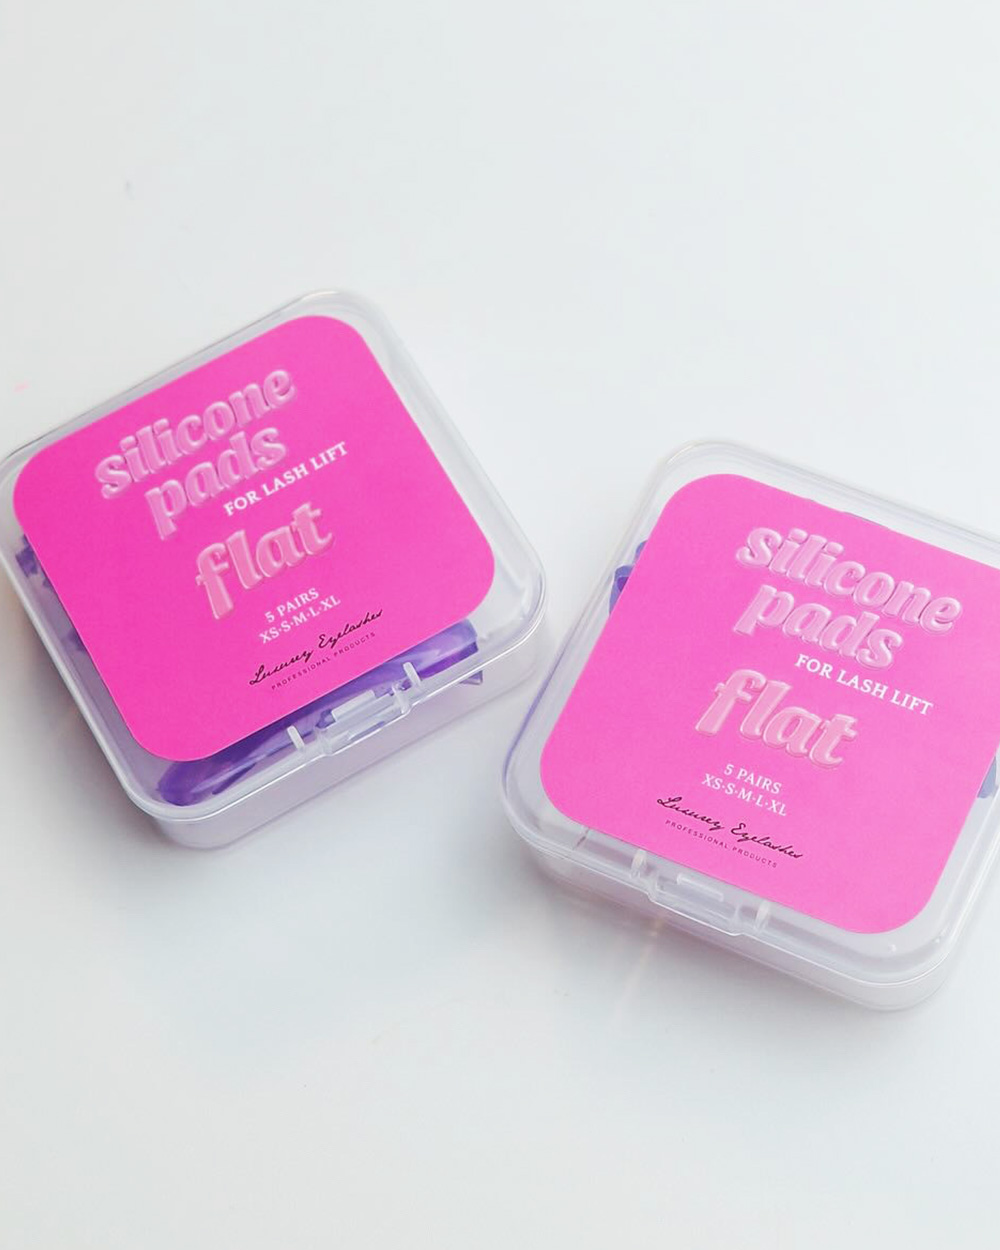 silicone
pads
FOR LASH LIFT
flat
5 PAIRS
XS·S·M·L·XL
Luxury Eyelashes
PROFESSIONAL PRODUCTS
silicone
pads
FOR LASH LIFT
flat
5 PAIRS
XS·S·M·L·XL
Luxury Eyelashes
PROFESSIONAL PRODUCTS